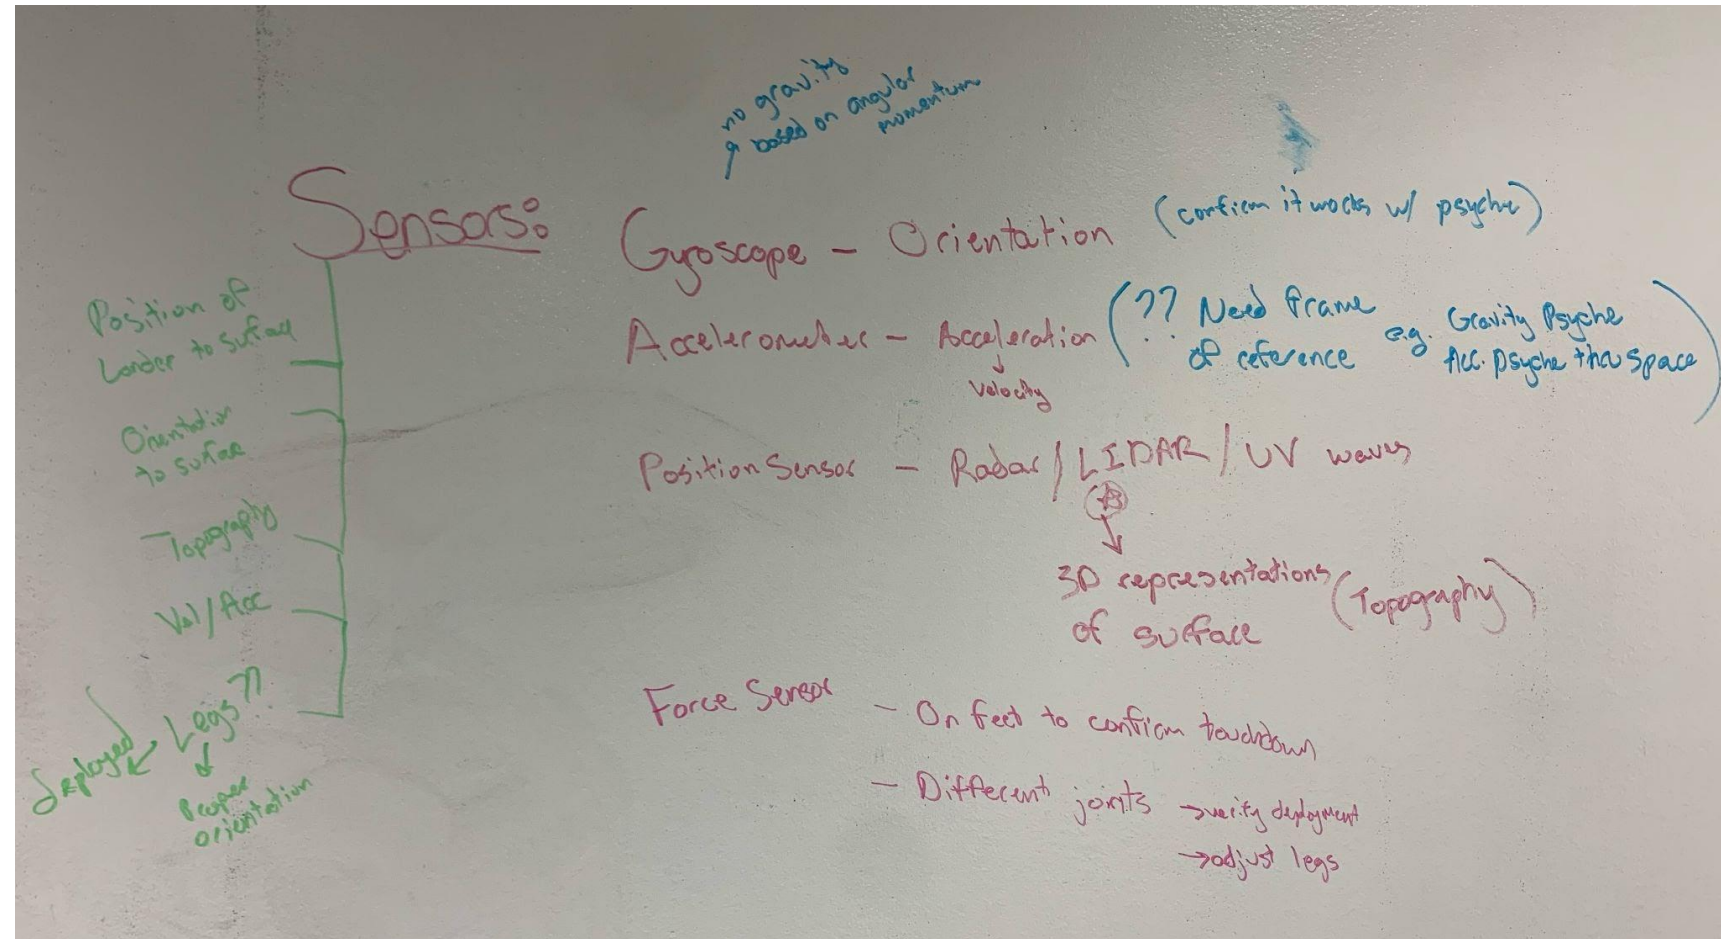 no gravity
based on angular
momentum
Sensors:
Position of
Lander to surface
Orientation
to surface
Topography
Vel/Acc
Legs??
deployed
Proper
orientation
Gyroscope - Orientation (confirm it works w/ psyche)
Accelerometer - Acceleration (?? Need frame of reference e.g. Gravity Psyche
Acc. Psyche thru space)
velocity
Position Sensor - Radar / LIDAR / UV waves
3D representations
of surface (Topography)
Force Sensor - On feet to confirm touchdown
- Different joints → verify deployment
→ adjust legs